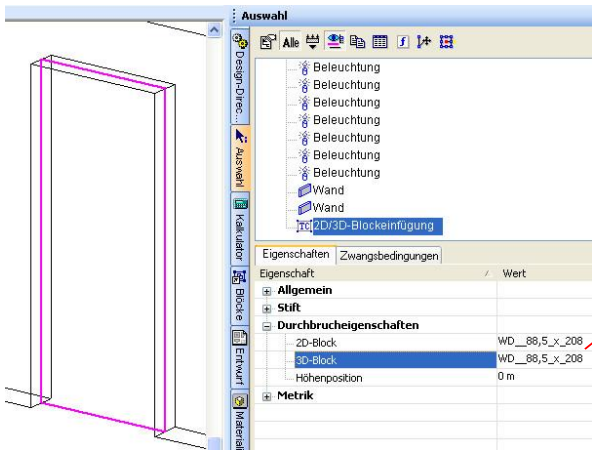 Auswahl
Alle
Design-Direc...
Auswahl
Kalkulator
Blöcke
Entwurf
Beleuchtung
Beleuchtung
Beleuchtung
Beleuchtung
Beleuchtung
Beleuchtung
Beleuchtung
Wand
Wand
TC 2D/3D-Blockeinfügung
Eigenschaften Zwangsbedingungen
Eigenschaft Wert
Allgemein
Stift
Durchbrucheigenschaften
2D-Block WD__88,5_x_208
3D-Block WD__88,5_x_208
Höhenposition 0 m
Metrik